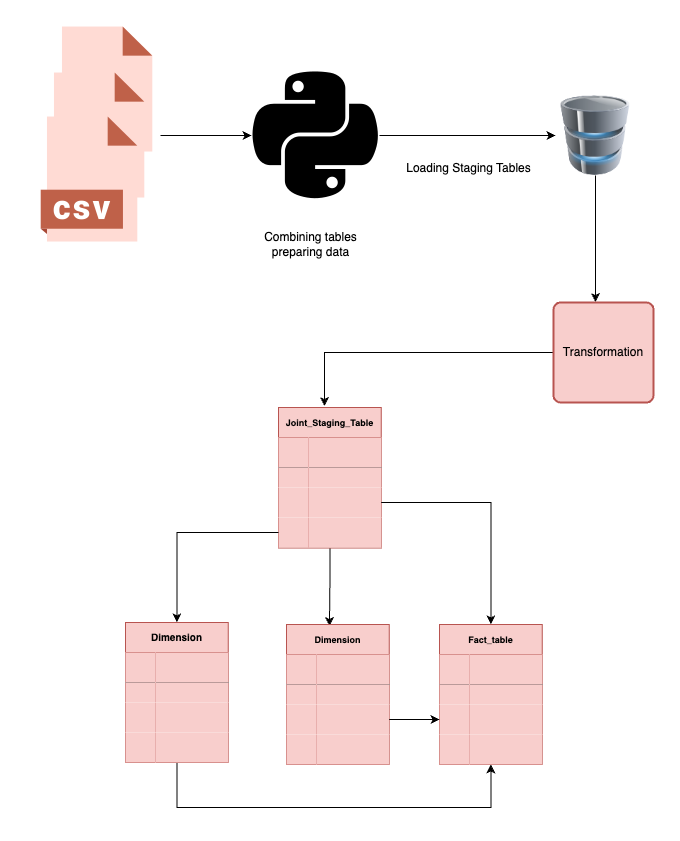 CSV
Loading Staging Tables
Combining tables
preparing data
Transformation
Joint_Staging_Table
Dimension
Dimension
Fact_table